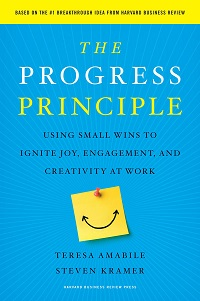 BASED ON THE #1 BREAKTHROUGH IDEA FROM HARVARD BUSINESS REVIEW
THE
PROGRESS
PRINCIPLE
USING SMALL WINS TO
IGNITE JOY, ENGAGEMENT, AND
CREATIVITY AT WORK
TERESA AMABILE
STEVEN KRAMER
HARVARD BUSINESS REVIEW PRESS